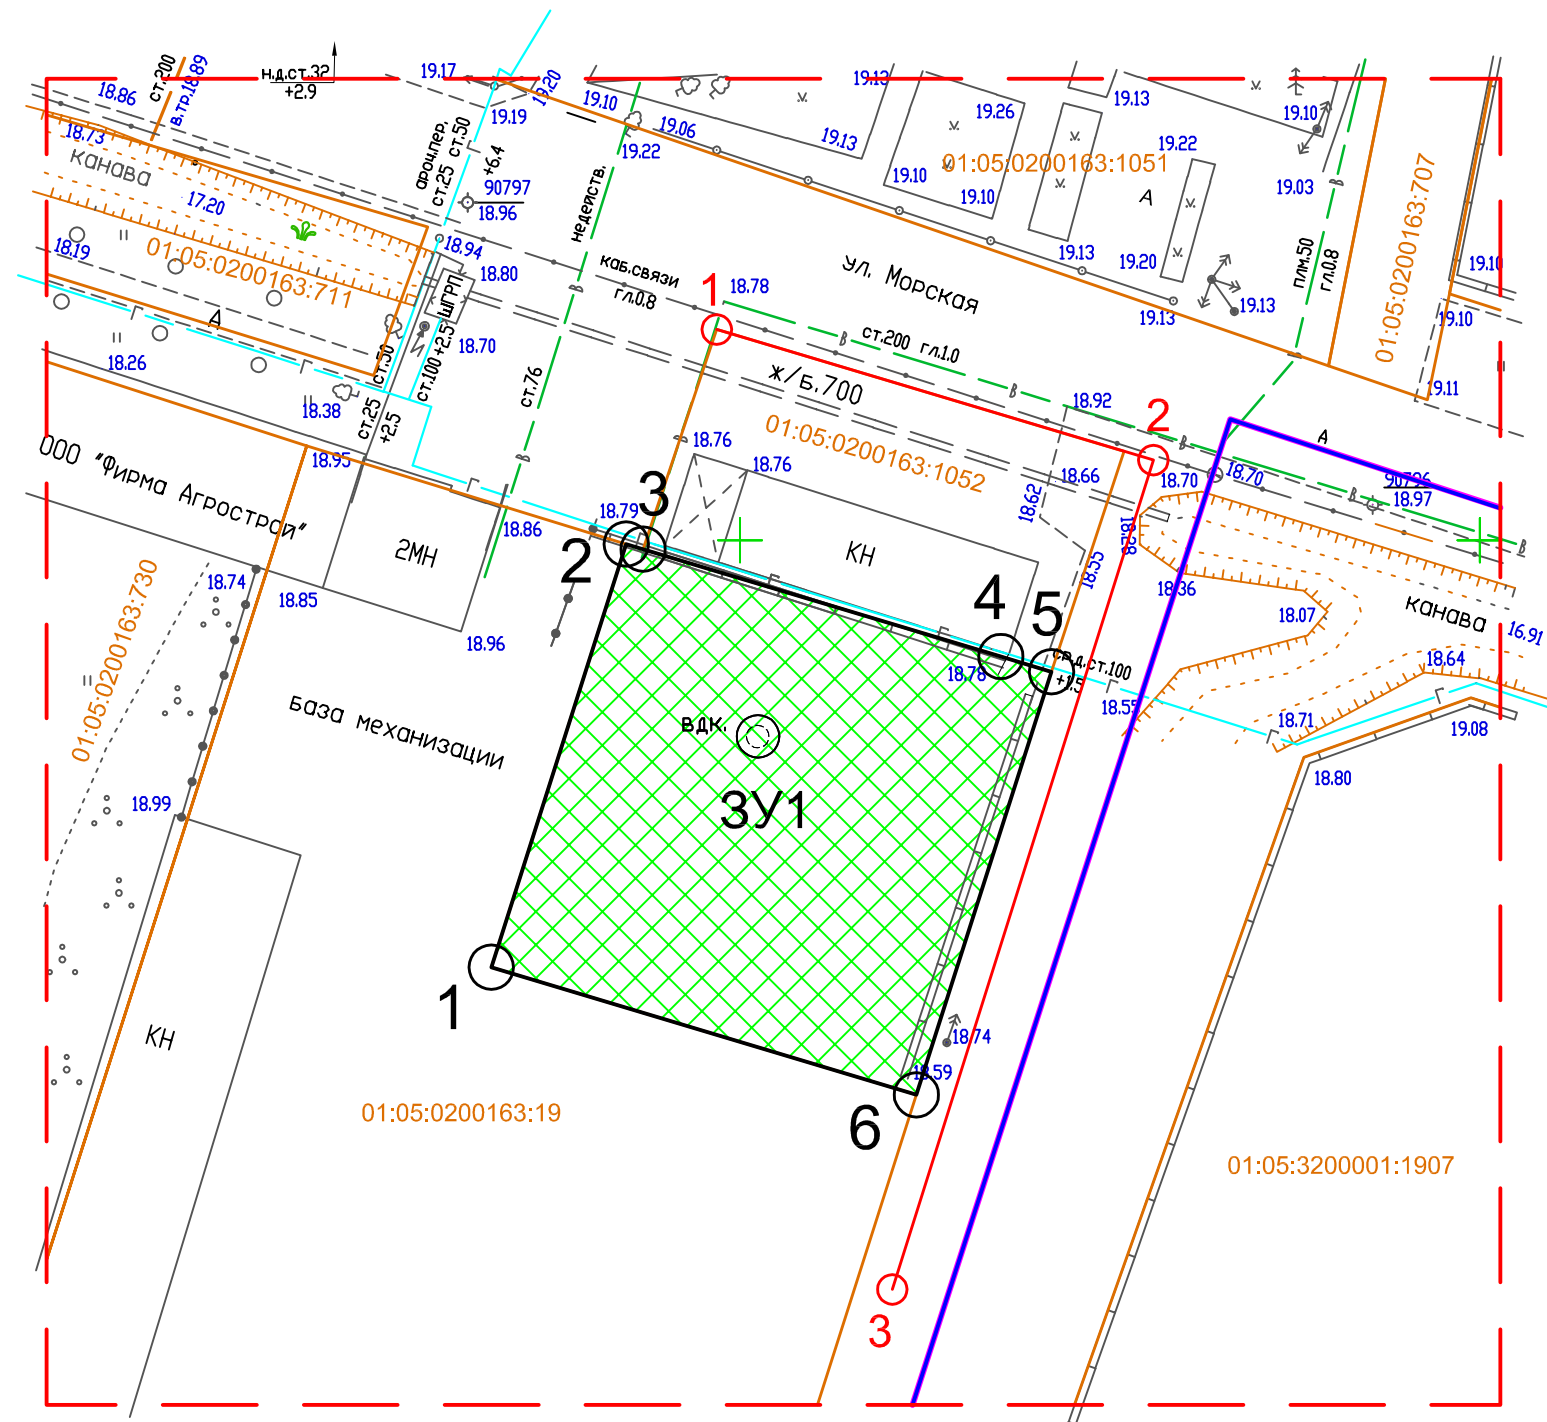 ст.200
в.тр.18.89
н.д.ст.32
+2.9
18.86
18.73
канава
17.20
01:05:0200163:711
18.19
А
18.26
18.38
19.17
19.20
19.19
ст.25 ст.50
+6.4
90797
18.96
18.94
18.80
ШГРП
18.70
ст.50
ст.25
+2.5
ст.100 +2.5
И
недейств.
ст.76
19.10
19.06
19.22
19.13
19.13
19.26
19.10
19.10
01:05:0200163:1051
19.13
19.22
А
19.10
19.03
19.13
19.20
19.13
19.13
плм.50
гл.0.8
01:05:0200163:707
19.10
19.10
19.11
каб.связи
гл.0.8
ул. Морская
1
18.78
ст.200 гл.1.0
ж/б.700
18.92
2
А
01:05:0200163:1052
18.76
18.76
18.66
18.62
18.70
18.70
90796
18.97
В
В
В
В
В
ООО "Фирма Агрострой"
18.95
18.86
18.79
3
2
2МН
КН
18.55
18.28
18.36
18.07
канава
16.91
18.64
18.74
18.85
18.96
01:05:0200163:730
4
5
18.78
ср.д.ст.100
+1.5
18.55
18.71
19.08
18.80
База механизации
18.99
вдк.
ЗУ1
1
КН
18.74
18.59
6
01:05:0200163:19
01:05:3200001:1907
3